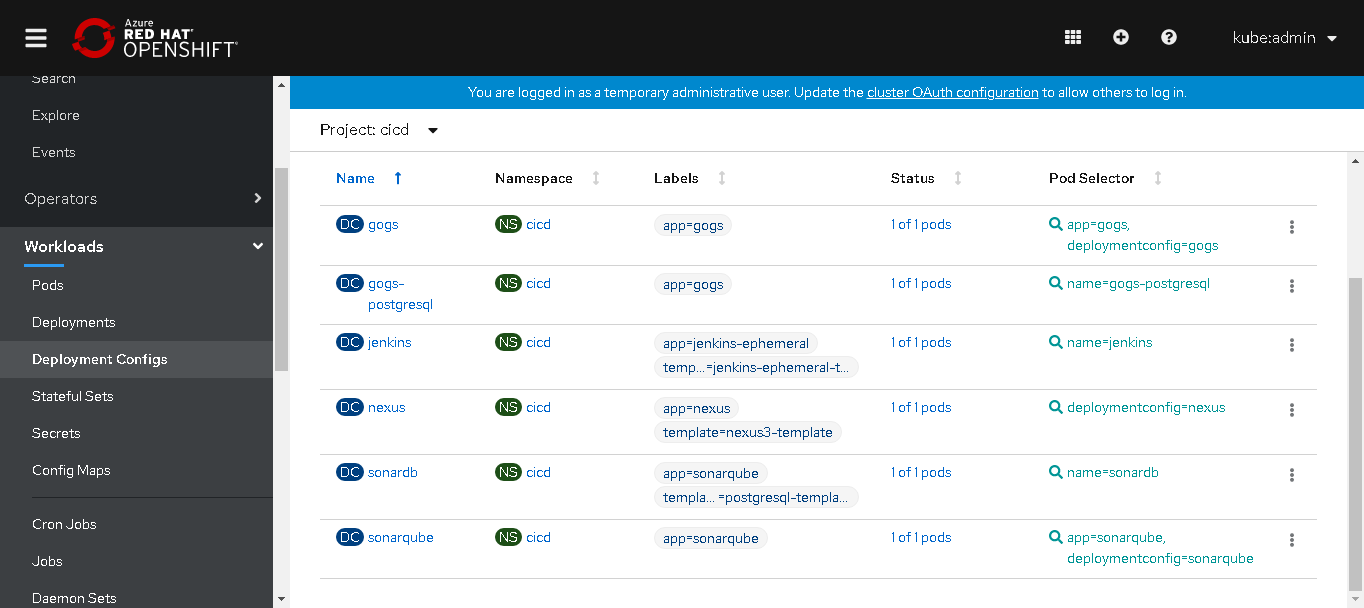 Azure
RED HAT
OPENSHIFT
kube:admin
Search
Explore
Events
Operators
Workloads
Pods
Deployments
Deployment Configs
Stateful Sets
Secrets
Config Maps
Cron Jobs
Jobs
Daemon Sets
You are logged in as a temporary administrative user. Update the cluster OAuth configuration to allow others to log in.
Project: cicd
Name Namespace Labels Status Pod Selector
DC gogs NS cicd app=gogs 1 of 1 pods app=gogs,
deploymentconfig=gogs
DC gogs- NS cicd app=gogs 1 of 1 pods name=gogs-postgresql
postgresql
DC jenkins NS cicd app=jenkins-ephemeral 1 of 1 pods name=jenkins
temp...=jenkins-ephemeral-t...
DC nexus NS cicd app=nexus 1 of 1 pods deploymentconfig=nexus
template=nexus3-template
DC sonardb NS cicd app=sonarqube 1 of 1 pods name=sonardb
templa... =postgresql-templa...
DC sonarqube NS cicd app=sonarqube 1 of 1 pods app=sonarqube,
deploymentconfig=sonarqube